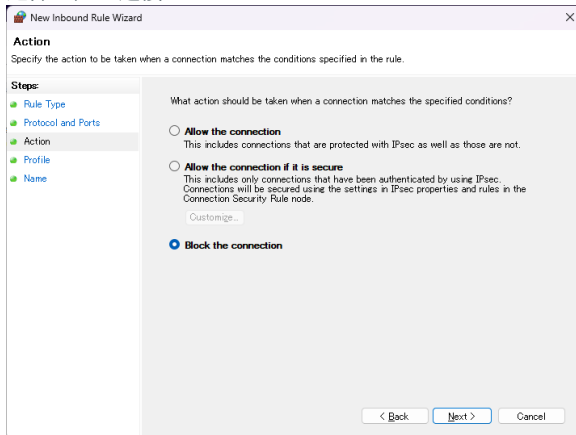 New Inbound Rule Wizard
Action
Specify the action to be taken when a connection matches the conditions specified in the rule.
Steps:
Rule Type
Protocol and Ports
Action
Profile
Name
What action should be taken when a connection matches the specified conditions?
Allow the connection
This includes connections that are protected with IPsec as well as those are not.
Allow the connection if it is secure
This includes only connections that have been authenticated by using IPsec.
Connections will be secured using the settings in IPsec properties and rules in the
Connection Security Rule node.
Customize...
Block the connection
< Back
Next >
Cancel